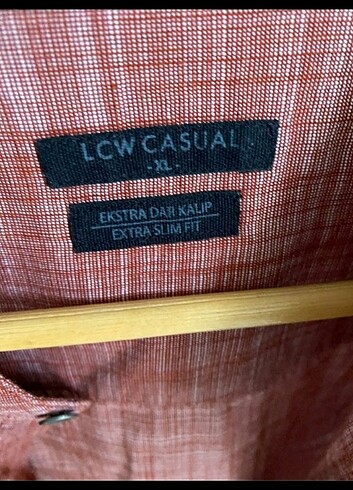 LCW CASUAL
- XL -
EKSTRA DAR KALIP
EXTRA SLIM FIT